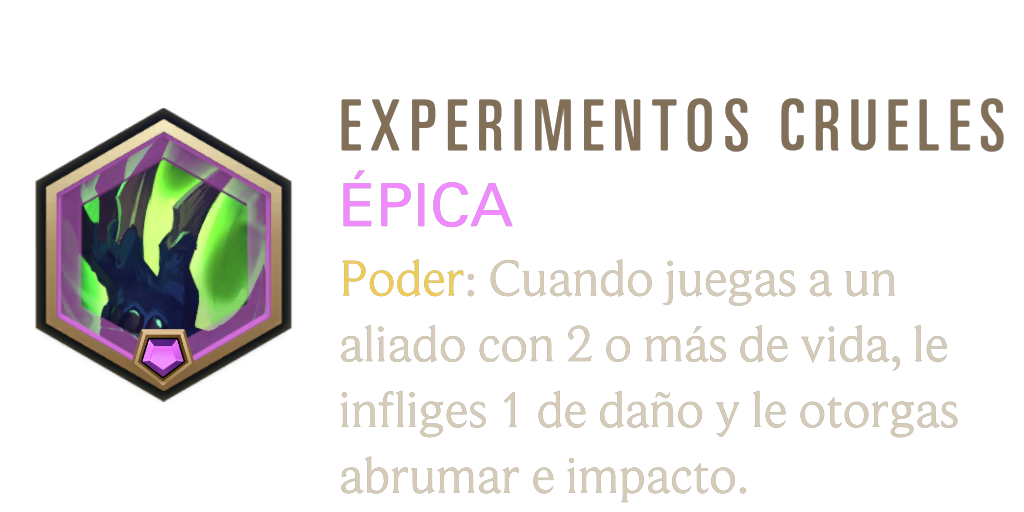 EXPERIMENTOS CRUELES
ÉPICA
Poder: Cuando juegas a un
aliado con 2 o más de vida, le
infliges 1 de daño y le otorgas
abrumar e impacto.